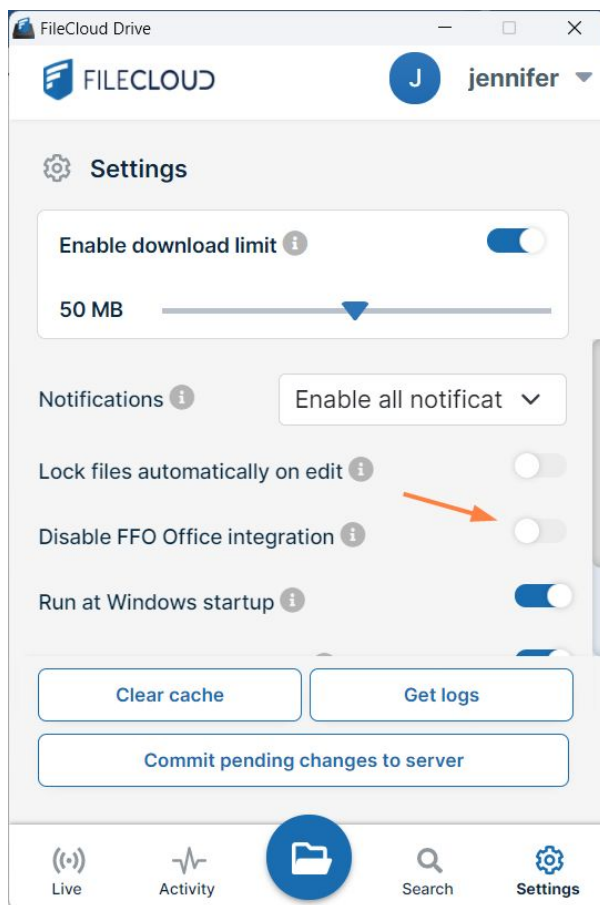 FileCloud Drive
FILECLOUD
J
jennifer
Settings
Enable download limit
50 MB
Notifications
Enable all notificat
Lock files automatically on edit
Disable FFO Office integration
Run at Windows startup
Clear cache
Get logs
Commit pending changes to server
Live
Activity
Search
Settings